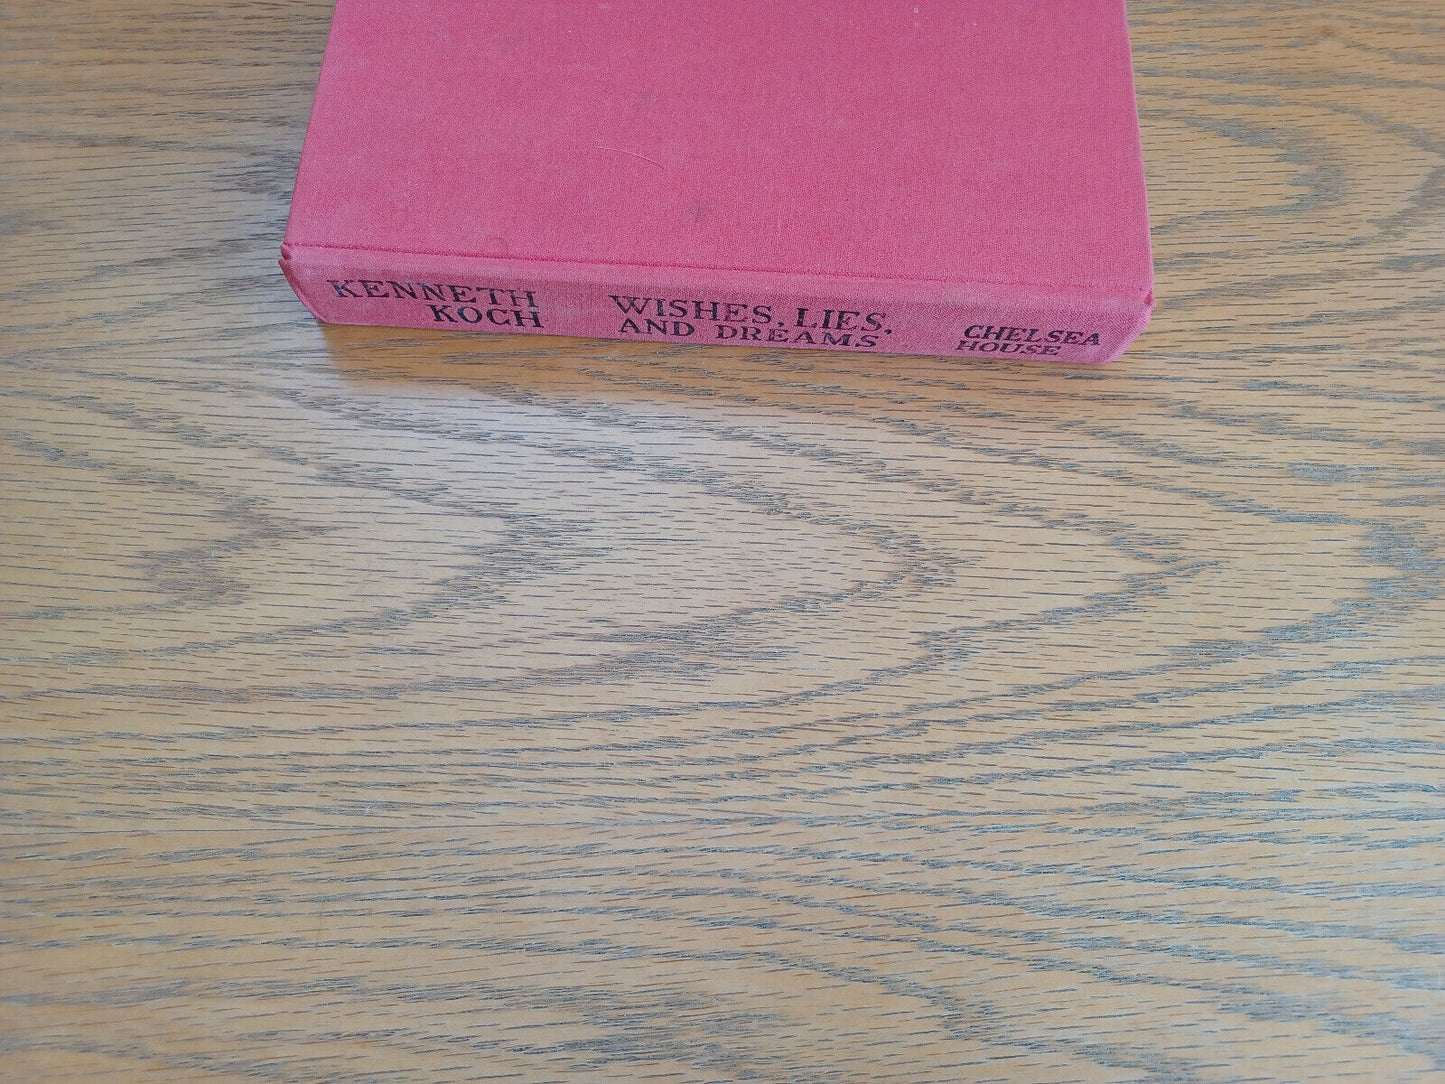 KENNETH
KOCH
WISHES, LIES,
AND DREAMS
CHELSEA
HOUSE